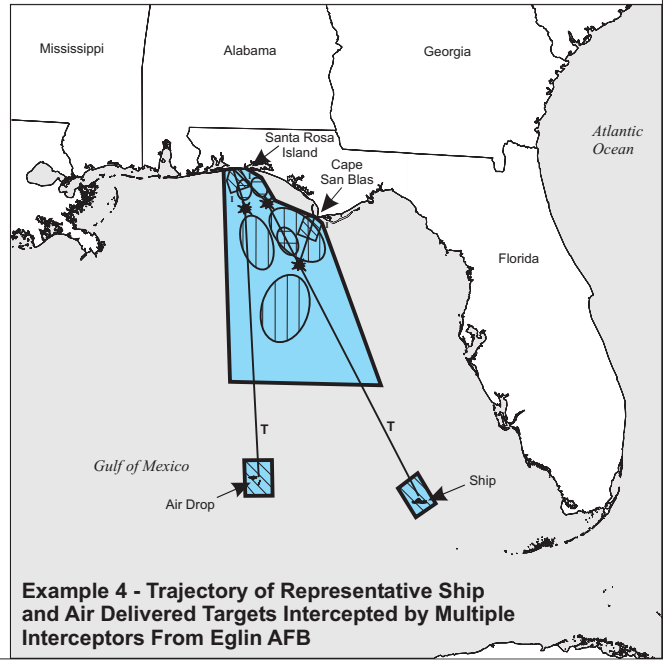 Mississippi
Alabama
Georgia
Atlantic
Ocean
Santa Rosa
Island
Cape
San Blas
Florida
T
T
Gulf of Mexico
Air Drop
Ship
Example 4 - Trajectory of Representative Ship
and Air Delivered Targets Intercepted by Multiple
Interceptors From Eglin AFB